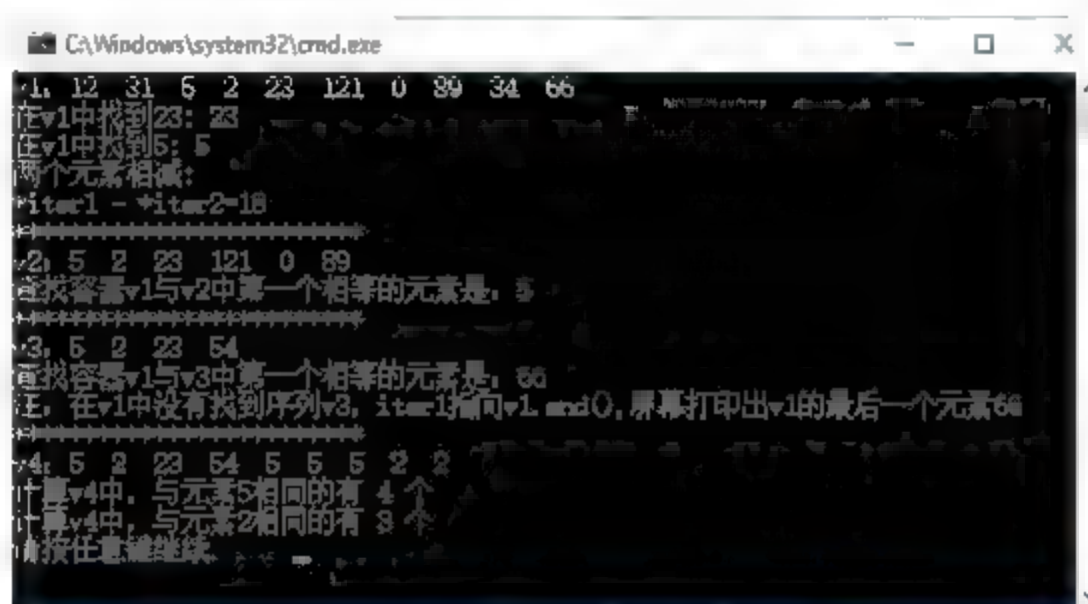 C:\Windows\system32\cmd.exe
v1: 12 31 5 2 23 121 0 89 34 66
在v1中找到23: 23
在v1中找到5: 5
两个元素相减:
*iter1 - *iter2=18
v2: 5 2 23 121 0 89
查找容器v1与v2中第一个相等的元素是: 5
v3: 5 2 23 54
查找容器v1与v3中第一个相等的元素是: 66
注: 在v1中没有找到序列v3, iter1指向v1.end(),屏幕打印出v1的最后一个元素66
v4: 5 2 23 54 5 5 5 2 2
计算v4中, 与元素5相同的有 4 个
计算v4中, 与元素2相同的有 3 个
请按任意键继续. . .